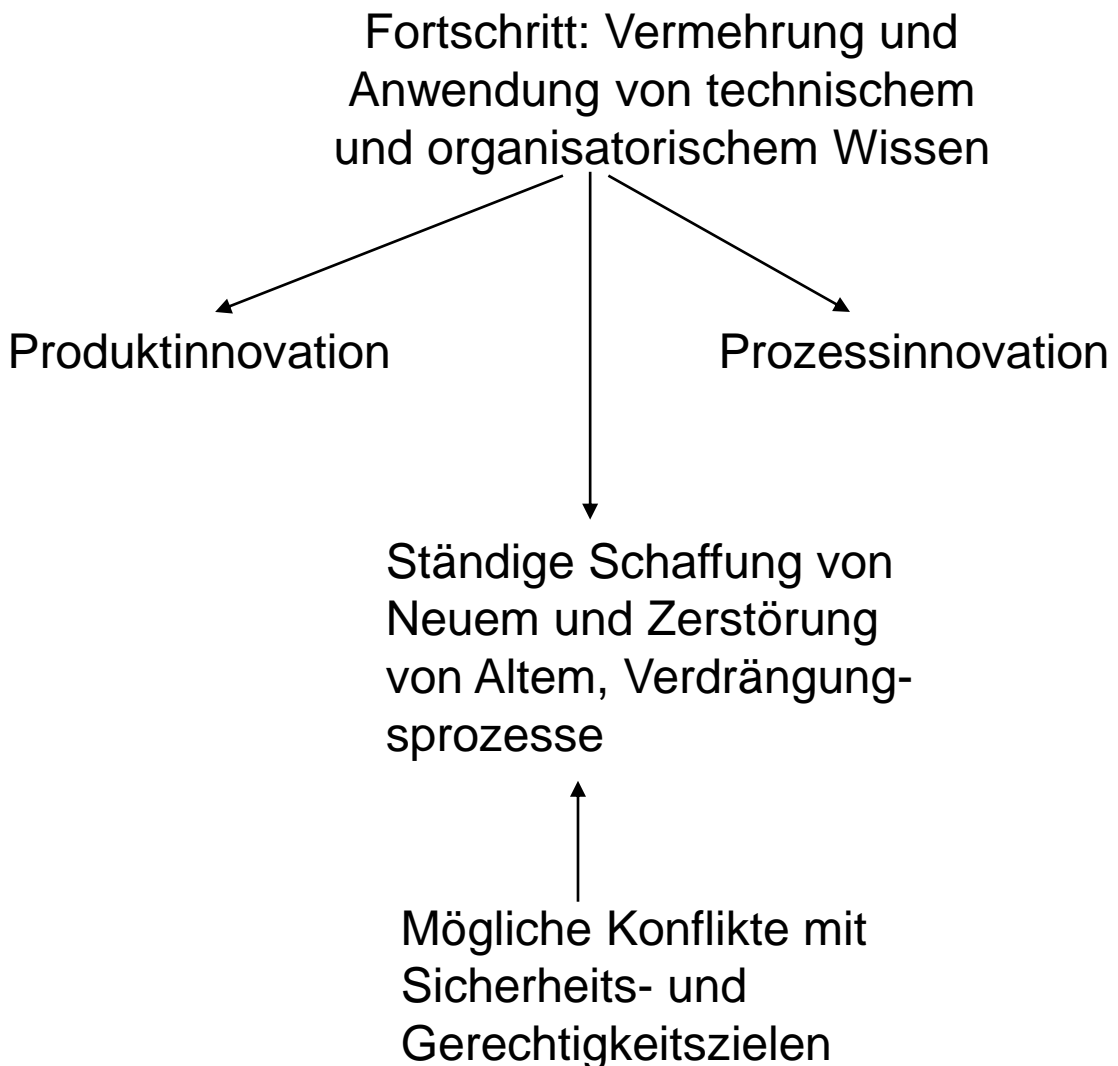 Fortschritt: Vermehrung und
Anwendung von technischem
und organisatorischem Wissen
Produktinnovation
Prozessinnovation
Ständige Schaffung von
Neuem und Zerstörung
von Altem, Verdrängung-
sprozesse
Mögliche Konflikte mit
Sicherheits- und
Gerechtigkeitszielen